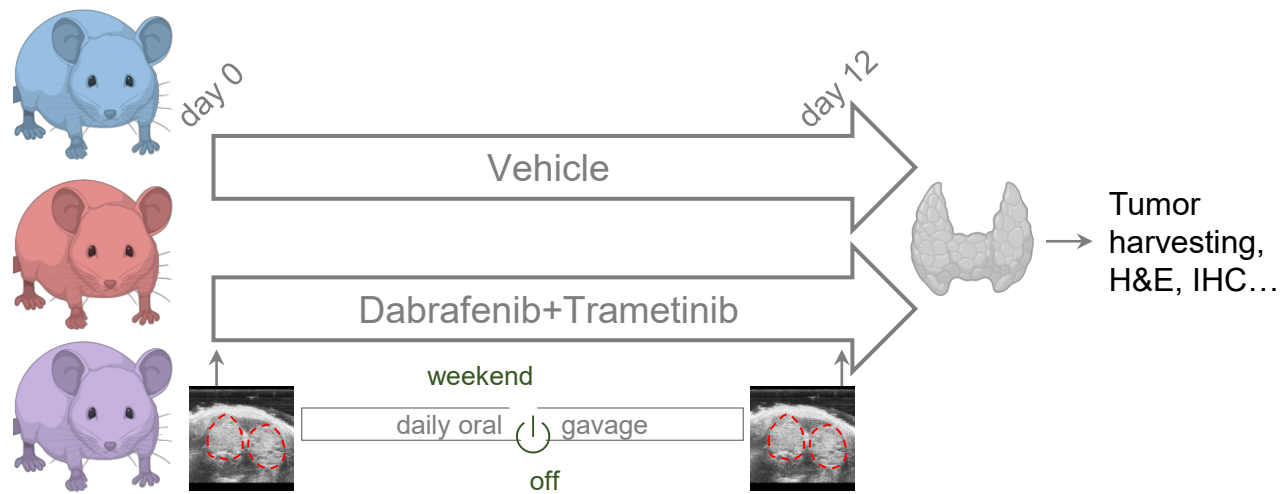 day 0
day 12
Vehicle
Dabrafenib+Trametinib
Tumor
harvesting,
H&E, IHC…
weekend
daily oral gavage
off